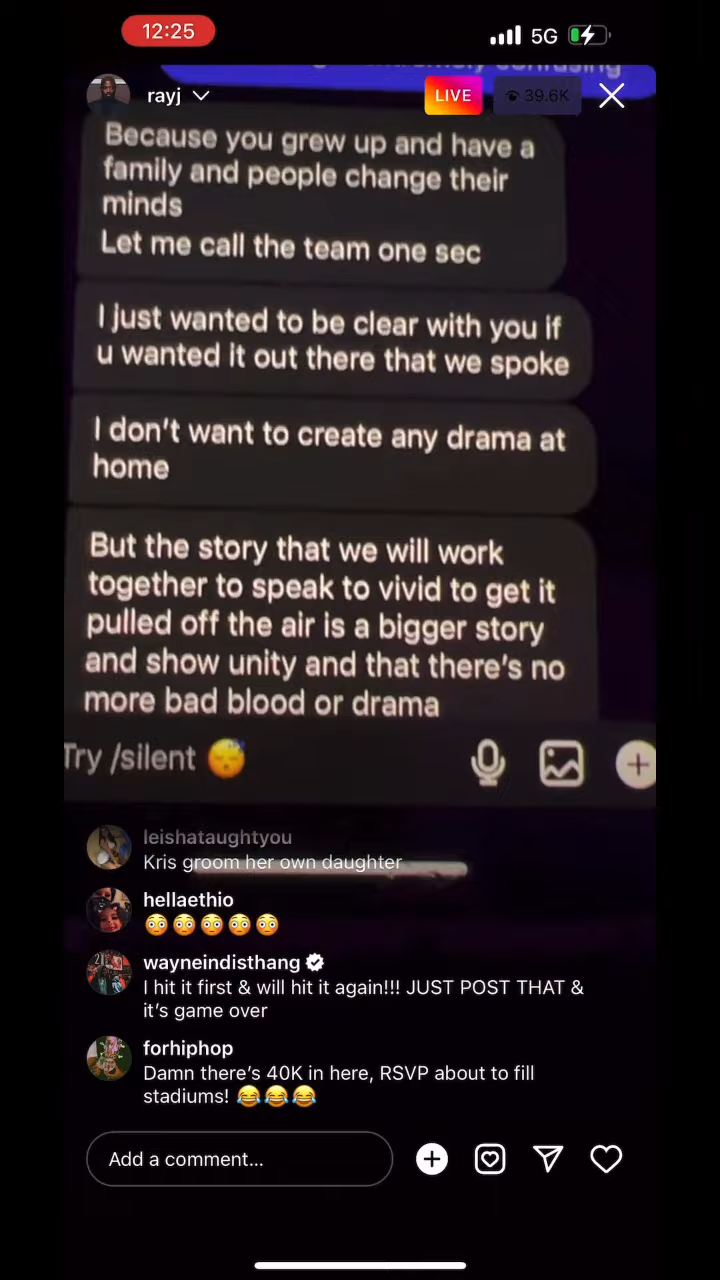 12:25
5G
rayj
LIVE
39.6K
confusing
Because you grew up and have a
family and people change their
minds
Let me call the team one sec
I just wanted to be clear with you if
u wanted it out there that we spoke
I don't want to create any drama at
home
But the story that we will work
together to speak to vivid to get it
pulled off the air is a bigger story
and show unity and that there's no
more bad blood or drama
Try /silent 😴
leishataughtyou
Kris groom her own daughter
hellaethio
😳😳😳😳😳
wayneindisthang
I hit it first & will hit it again!!! JUST POST THAT &
it's game over
forhiphop
Damn there's 40K in here, RSVP about to fill
stadiums! 😂😂😂
Add a comment...